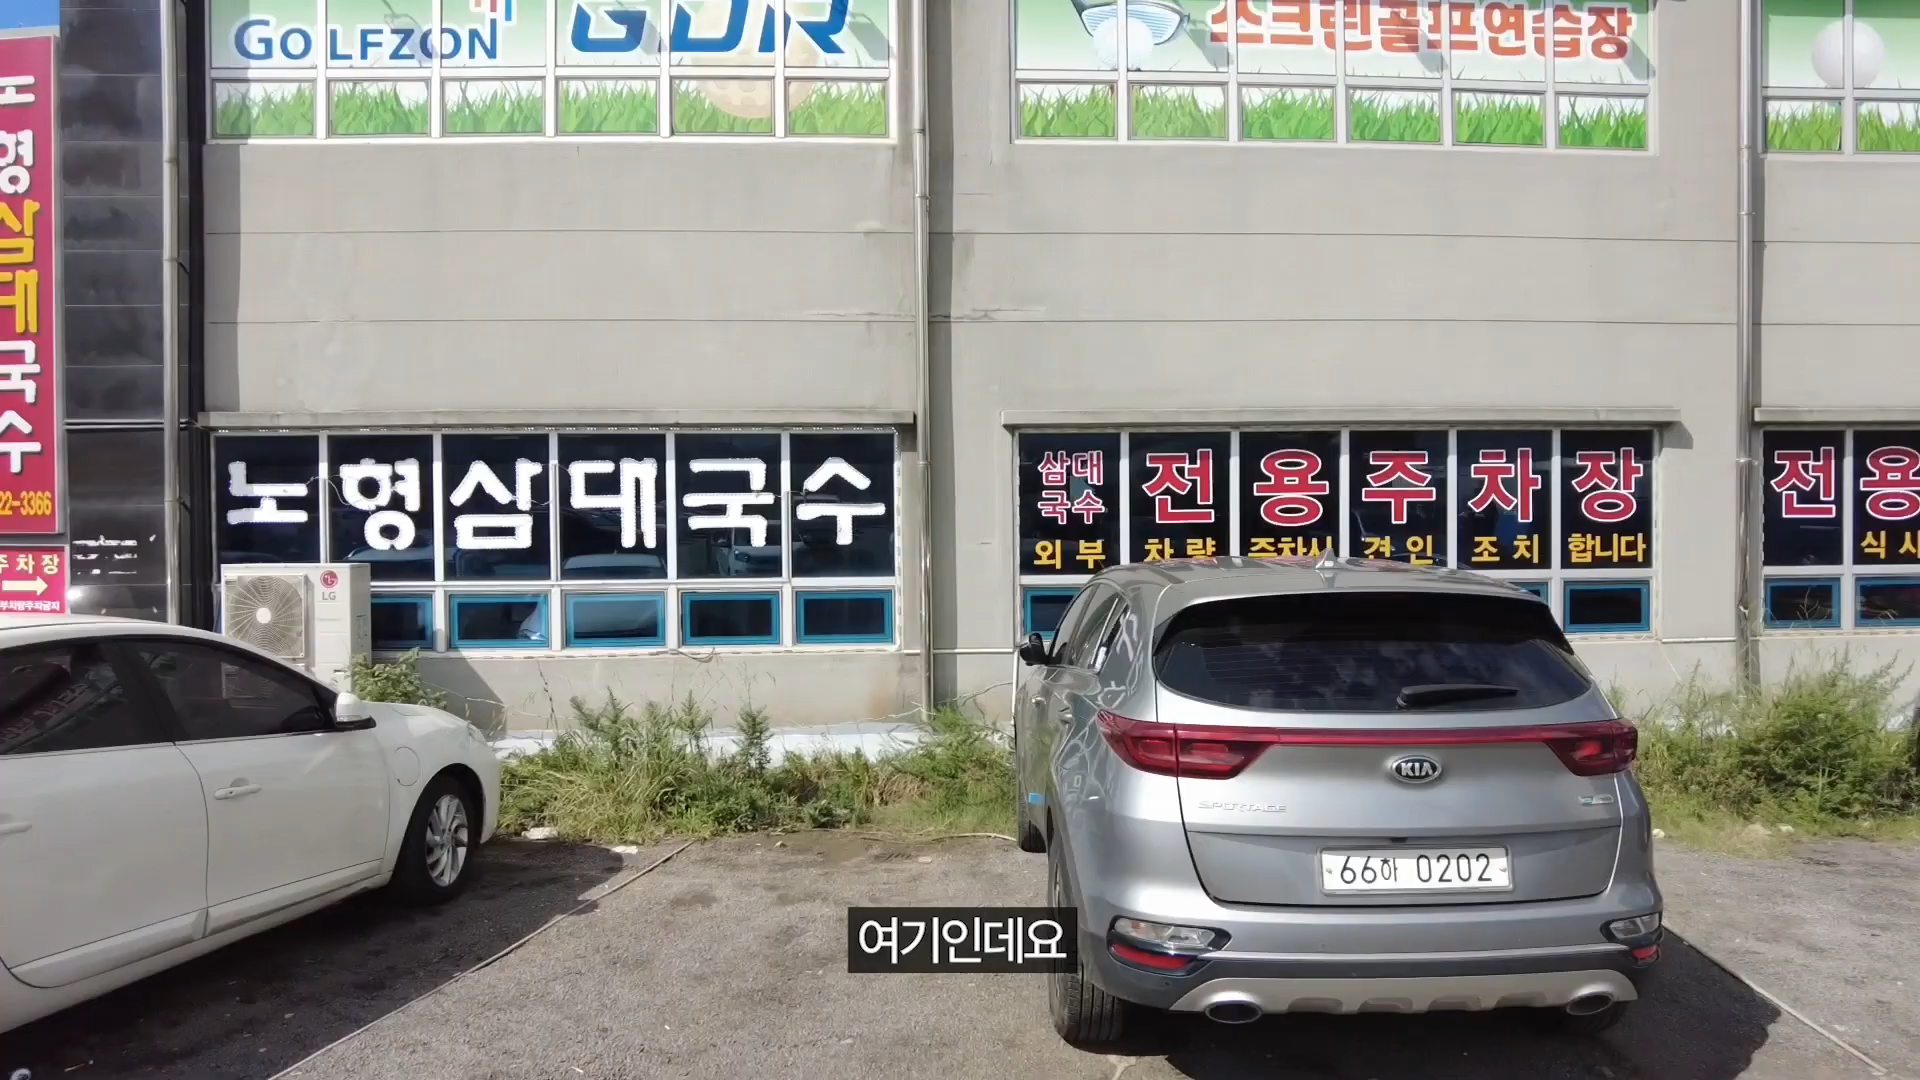 GOLFZON
GDR
스크린골프연습장
노형삼대국수
22-3366
주차장
노형삼대국수
삼대
국수
전용주차장
외부 차량 주차시 견인 조치 합니다
전용
식사
LG
KIA
SPORTAGE
66하 0202
여기인데요